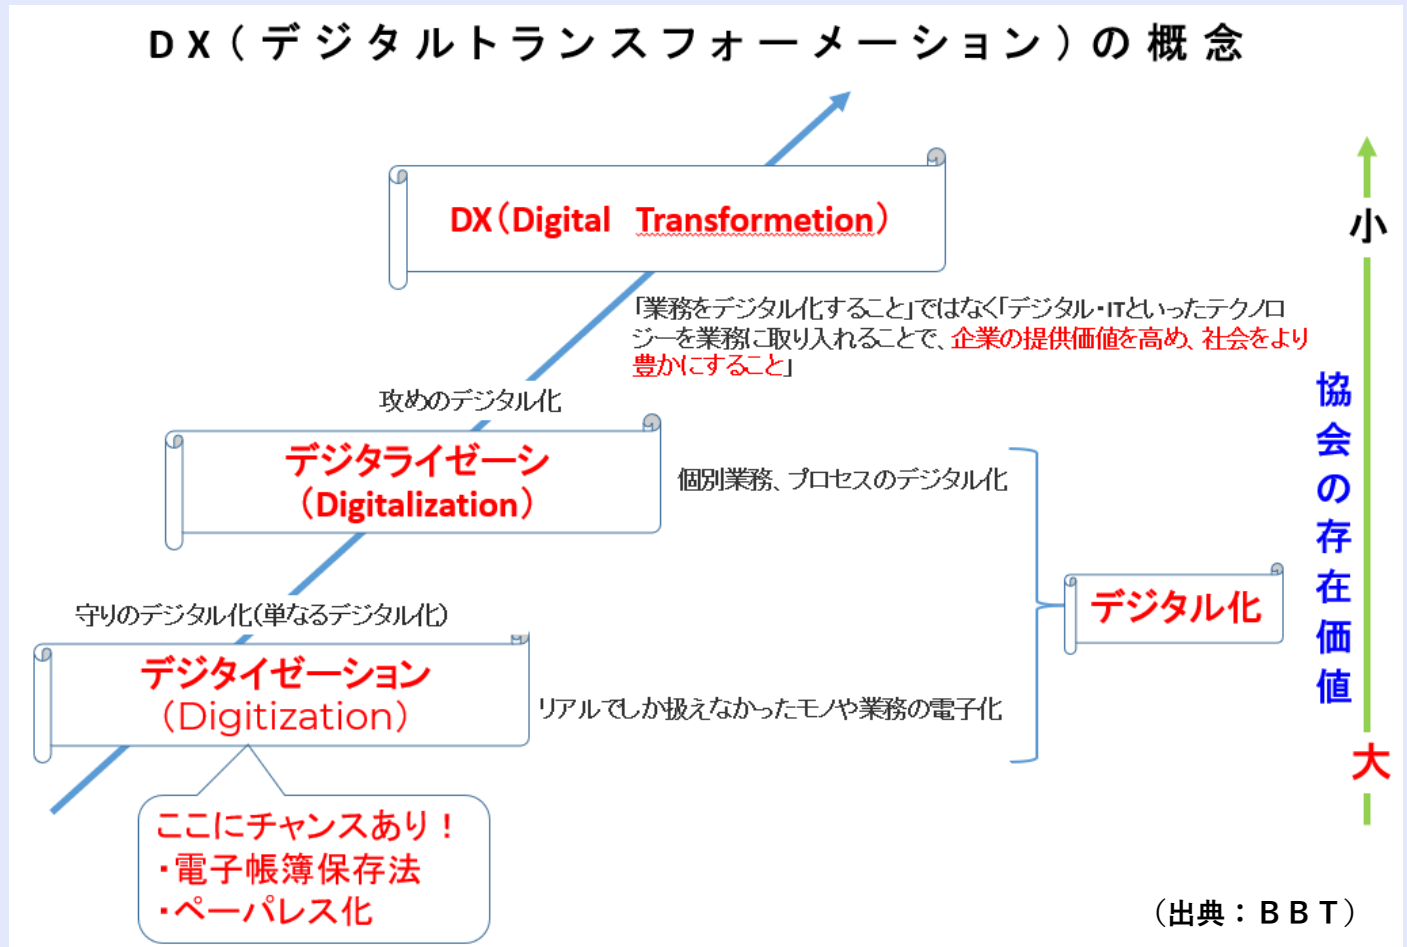 DX(デジタルトランスフォーメーション)の概念
DX(Digital Transformetion)
「業務をデジタル化すること」ではなく「デジタル・ITといったテクノロ
ジーを業務に取り入れることで、企業の提供価値を高め、社会をより
豊かにすること」
攻めのデジタル化
デジタライゼーシ
(Digitalization)
個別業務、プロセスのデジタル化
守りのデジタル化(単なるデジタル化)
デジタイゼーション
(Digitization)
リアルでしか扱えなかったモノや業務の電子化
デジタル化
ここにチャンスあり!
・電子帳簿保存法
・ペーパレス化
小
協会の存在価値
大
(出典:BBT)